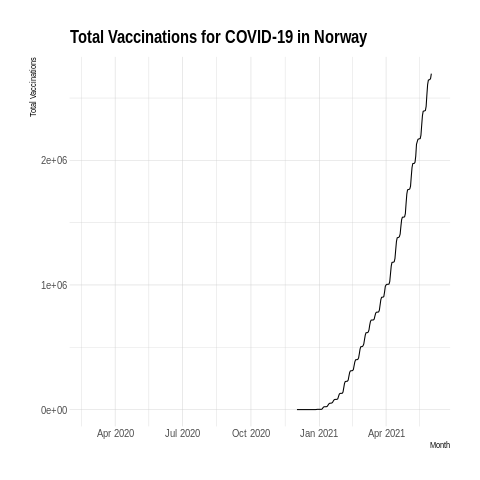 Total Vaccinations for COVID-19 in Norway
Total Vaccinations
2e+06
1e+06
0e+00
Apr 2020 Jul 2020 Oct 2020 Jan 2021 Apr 2021
Month